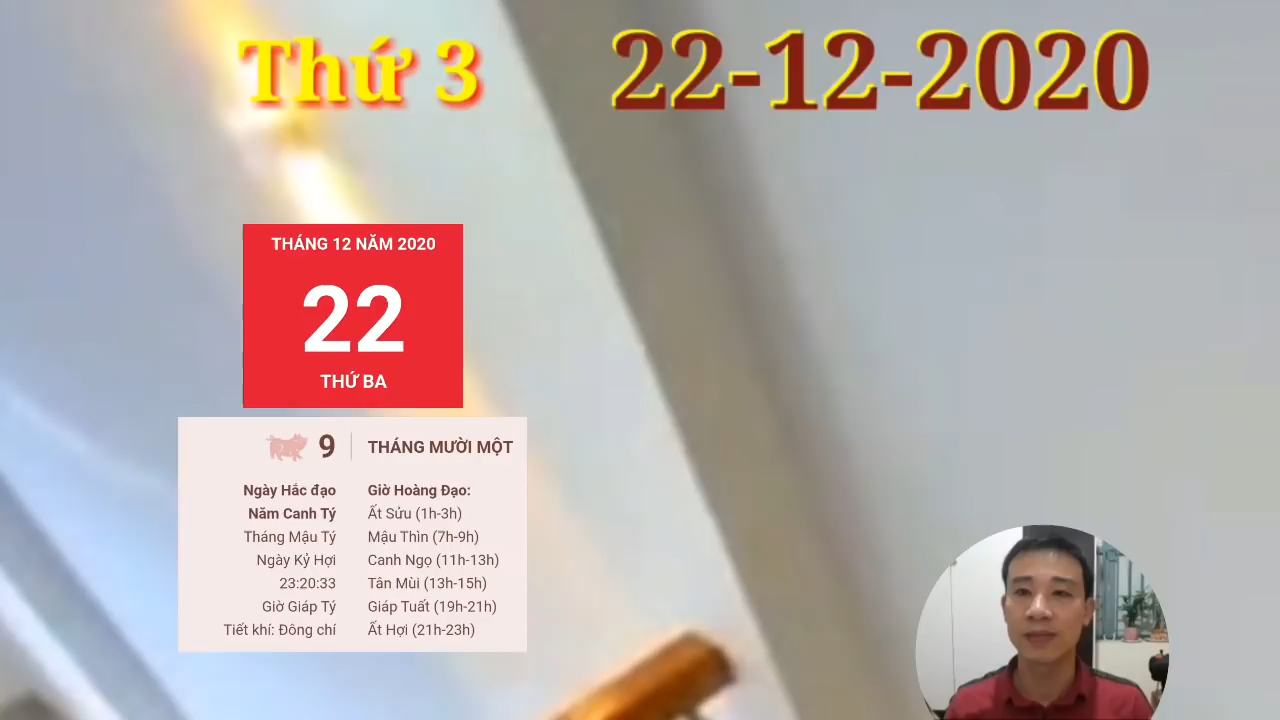 Thứ 3 22-12-2020
THÁNG 12 NĂM 2020
22
THỨ BA
9 THÁNG MƯỜI MỘT
Ngày Hắc đạo
Năm Canh Tý
Tháng Mậu Tý
Ngày Kỷ Hợi
23:20:33
Giờ Giáp Tý
Tiết khí: Đông chí
Giờ Hoàng Đạo:
Ất Sửu (1h-3h)
Mậu Thìn (7h-9h)
Canh Ngọ (11h-13h)
Tân Mùi (13h-15h)
Giáp Tuất (19h-21h)
Ất Hợi (21h-23h)